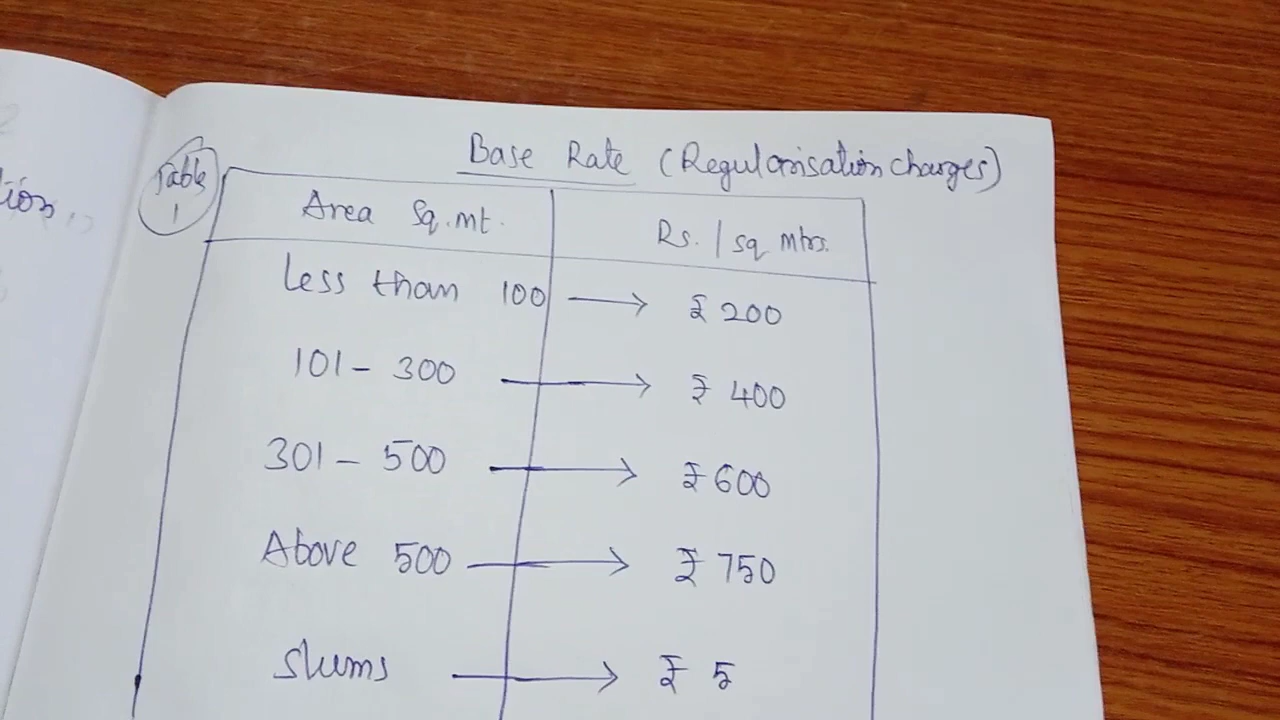 Base Rate (Regularisation charges)
Table 1
Area Sq.mt. Rs. / sq mtrs.
Less than 100 → ₹ 200
101 - 300 → ₹ 400
301 - 500 → ₹ 600
Above 500 → ₹ 750
Slums → ₹ 5